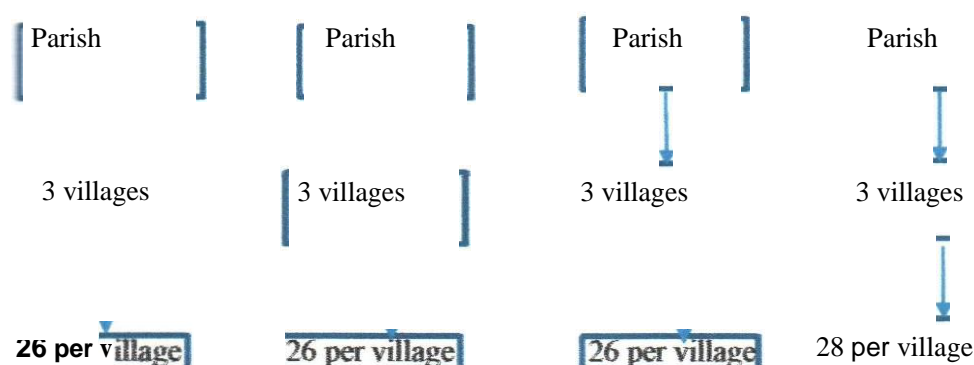 Parish Parish Parish Parish
3 villages 3 villages 3 villages 3 villages
26 per village 26 per village 26 per village 28 per village